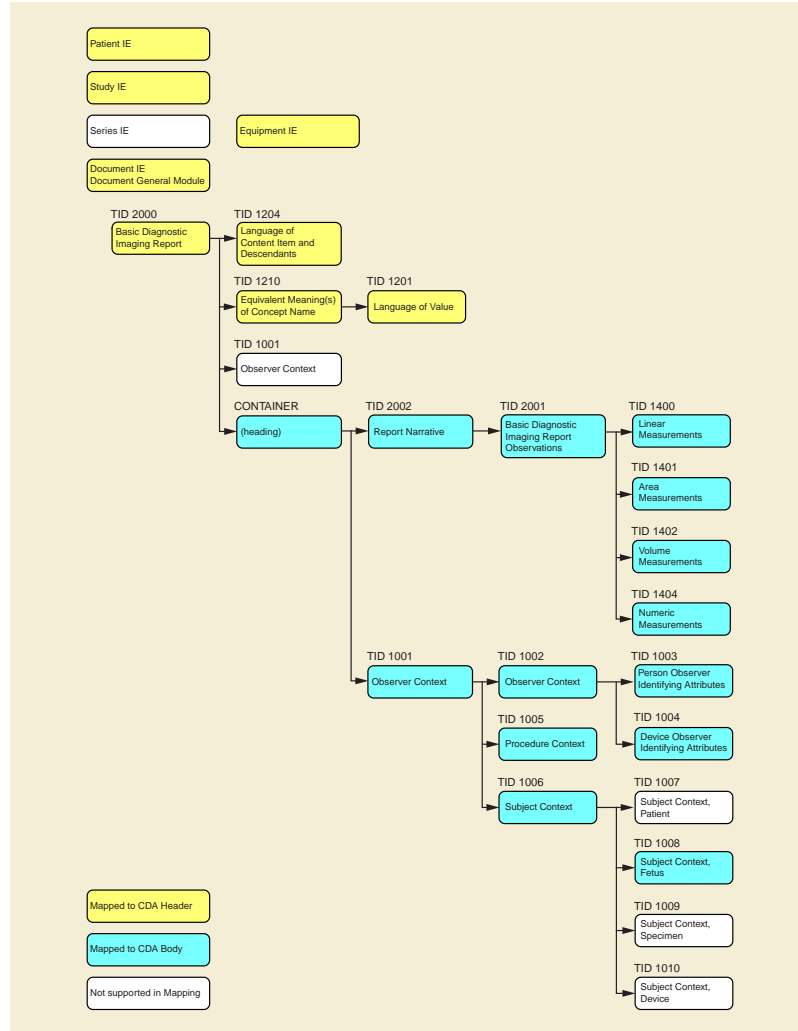 Patient IE
Study IE
Series IE
Equipment IE
Document IE
Document General Module
TID 2000
TID 1204
Basic Diagnostic
Imaging Report
Language of
Content Item and
Descendants
TID 1210
TID 1201
Equivalent Meaning(s)
of Concept Name
Language of Value
TID 1001
Observer Context
CONTAINER
TID 2002
TID 2001
TID 1400
(heading)
Report Narrative
Basic Diagnostic
Imaging Report
Observations
Linear
Measurements
TID 1401
Area
Measurements
TID 1402
Volume
Measurements
TID 1404
Numeric
Measurements
TID 1001
TID 1002
TID 1003
Observer Context
Observer Context
Person Observer
Identifying Attributes
TID 1005
TID 1004
Procedure Context
Device Observer
Identifying Attributes
TID 1006
TID 1007
Subject Context
Subject Context,
Patient
TID 1008
Subject Context,
Fetus
TID 1009
Subject Context,
Specimen
TID 1010
Subject Context,
Device
Mapped to CDA Header
Mapped to CDA Body
Not supported in Mapping